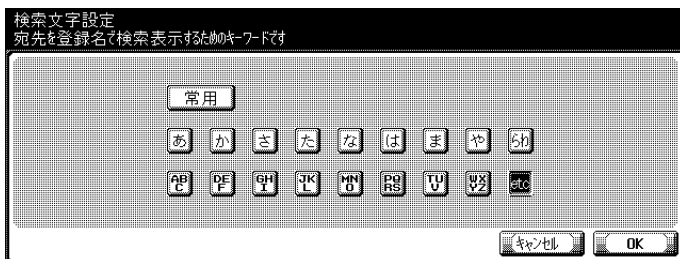 検索文字設定
宛先を登録名で検索表示するためのキーワードです
常用
あ か さ た な は ま や らわ
ABC DEF GHI JKL MNO PQRS TUV WXYZ etc
キャンセル OK